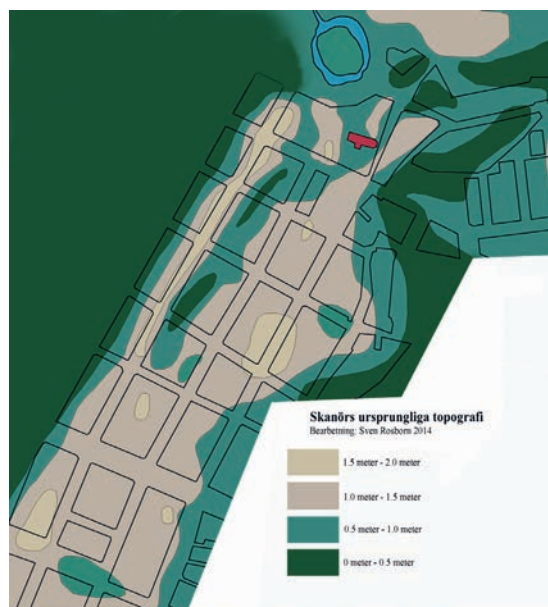 Skanörs ursprungliga topografi
Bearbetning: Sven Rosborn 2014
1.5 meter - 2.0 meter
1.0 meter - 1.5 meter
0.5 meter - 1.0 meter
0 meter - 0.5 meter